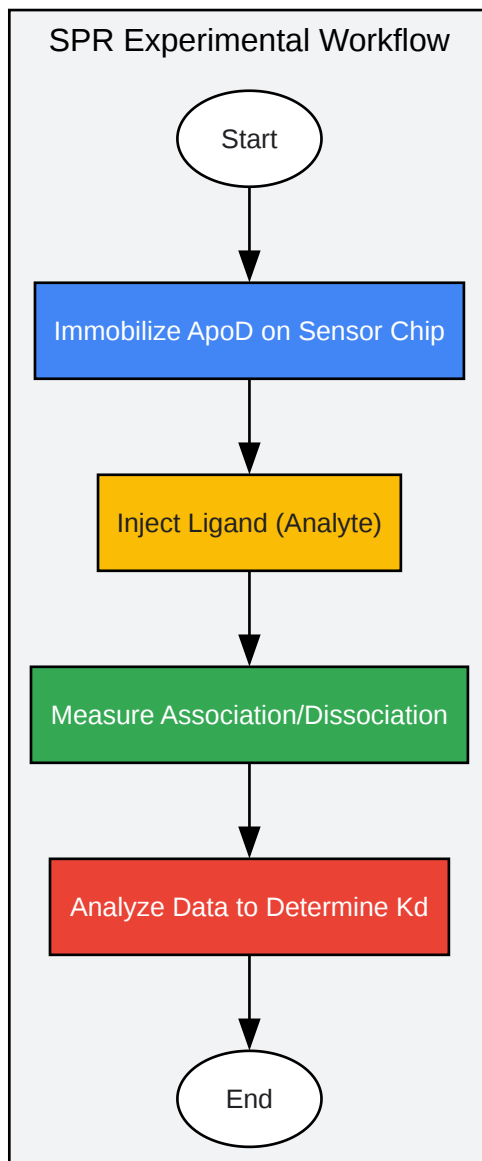 SPR Experimental Workflow
Start
Immobilize ApoD on Sensor Chip
Inject Ligand (Analyte)
Measure Association/Dissociation
Analyze Data to Determine Kd
End